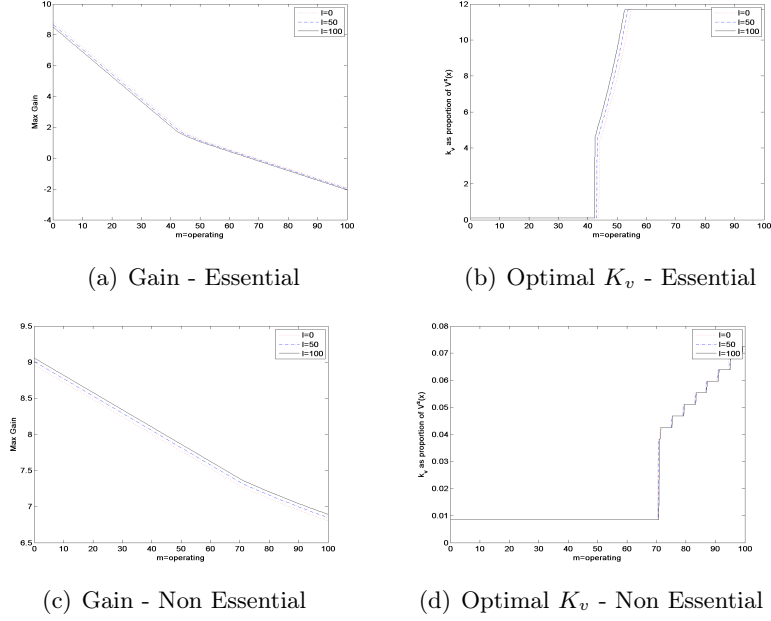 10
8
6
4
2
0
-2
-4
0 10 20 30 40 50 60 70 80 90 100
Max Gain
m=operating
I=0
I=50
I=100
12
10
8
6
4
2
0
0 10 20 30 40 50 60 70 80 90 100
k_v as proportion of V^s(x)
m=operating
I=0
I=50
I=100
(a) Gain - Essential
(b) Optimal K_v - Essential
9.5
9
8.5
8
7.5
7
6.5
0 10 20 30 40 50 60 70 80 90 100
Max Gain
m=operating
I=0
I=50
I=100
0.08
0.07
0.06
0.05
0.04
0.03
0.02
0.01
0
0 10 20 30 40 50 60 70 80 90 100
k_v as proportion of V^s(x)
m=operating
I=0
I=50
I=100
(c) Gain - Non Essential
(d) Optimal K_v - Non Essential